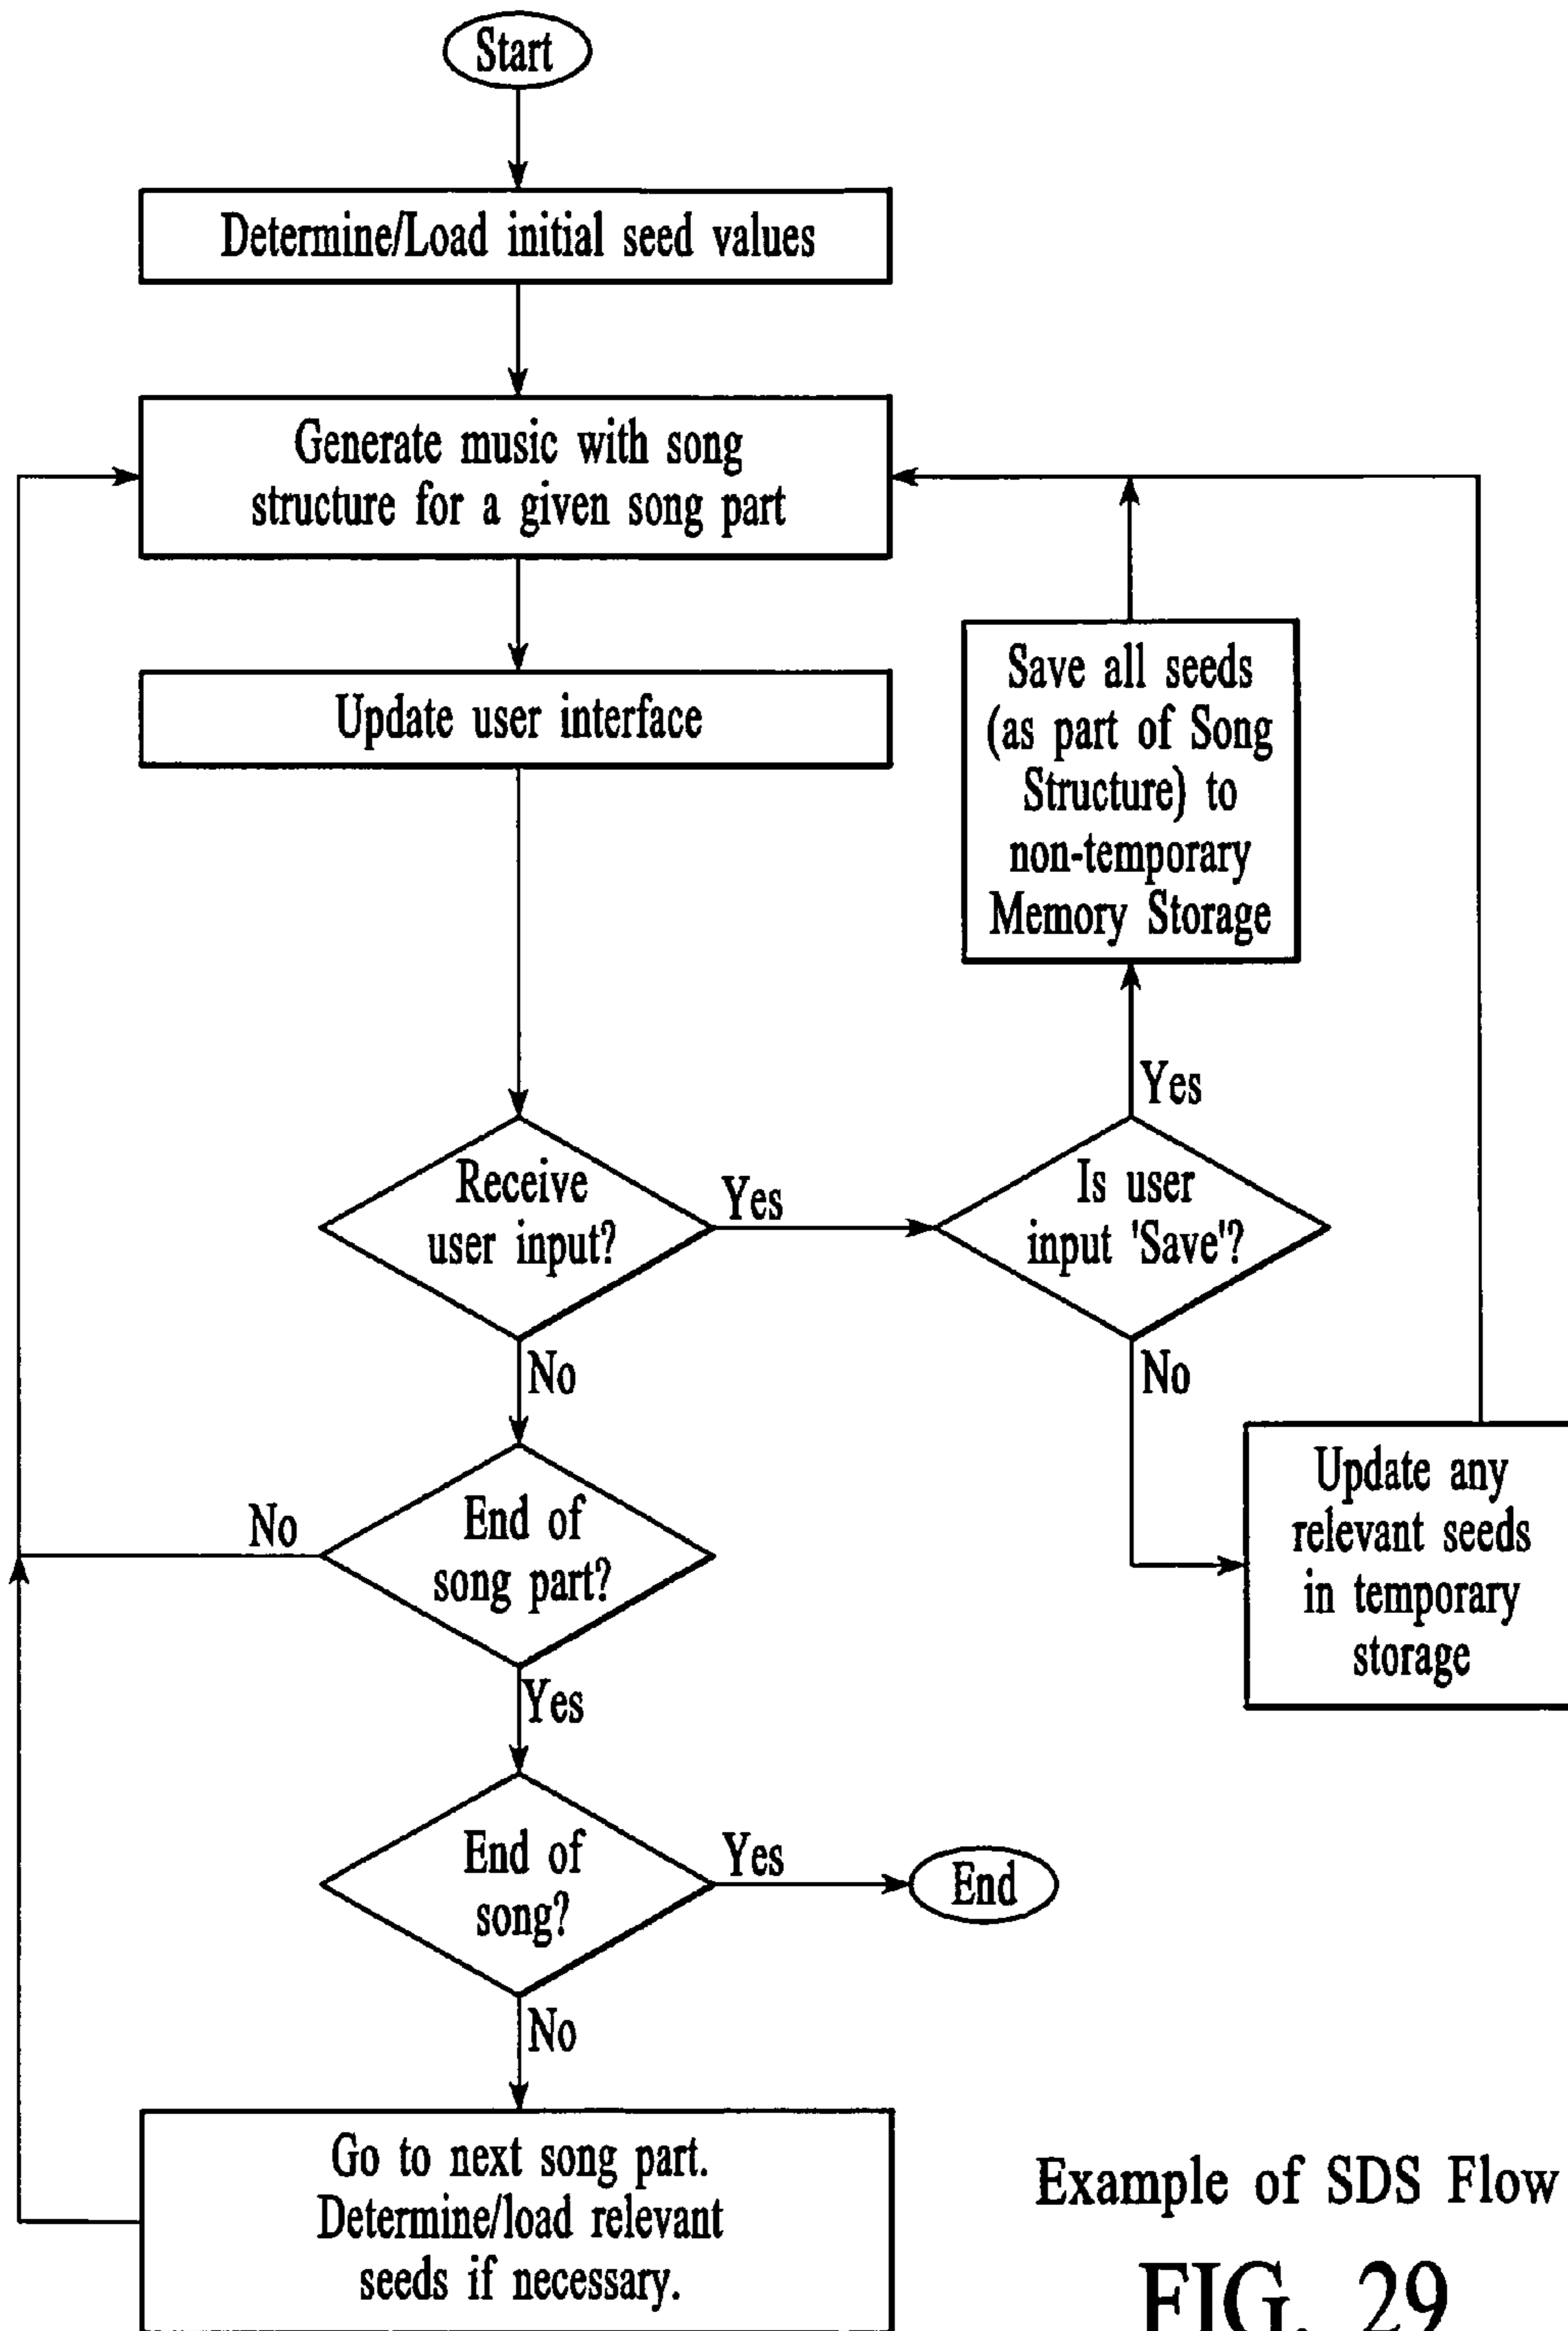 Start
Determine/Load initial seed values
Generate music with song
structure for a given song part
Update user interface
Save all seeds
(as part of Song
Structure) to
non-temporary
Memory Storage
Yes
Receive
user input?
Yes
Is user
input 'Save'?
No
No
Update any
relevant seeds
in temporary
storage
No
End of
song part?
Yes
End of
song?
Yes
End
No
Go to next song part.
Determine/load relevant
seeds if necessary.
Example of SDS Flow
FIG. 29